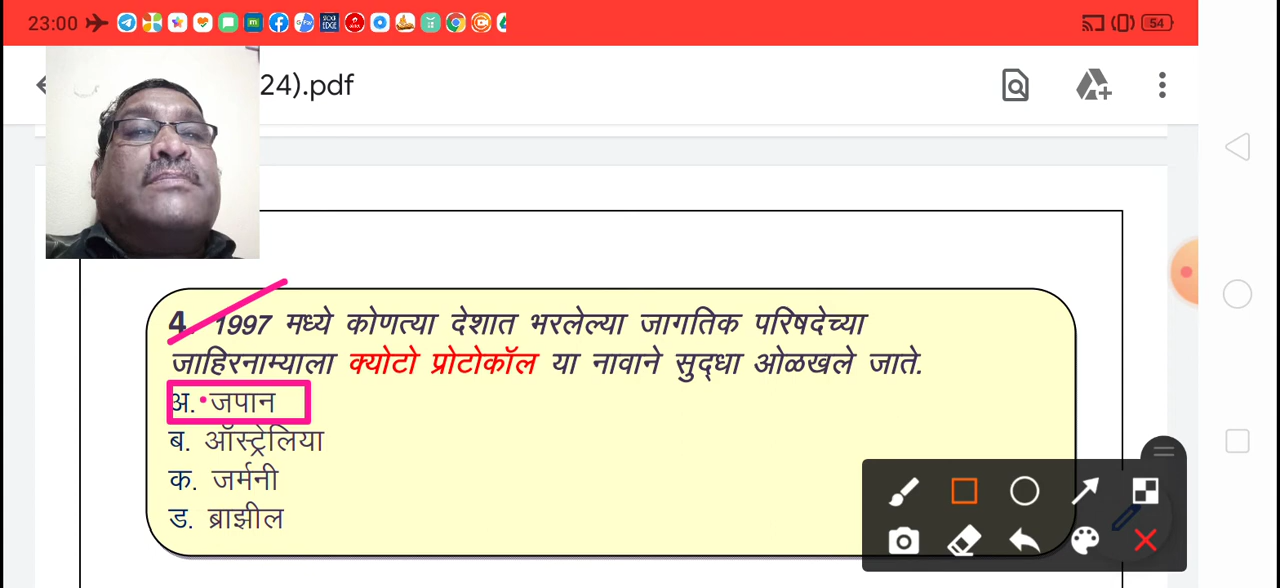 23:00
54
24).pdf
4. 1997 मध्ये कोणत्या देशात भरलेल्या जागतिक परिषदेच्या
जाहिरनाम्याला क्योटो प्रोटोकॉल या नावाने सुद्धा ओळखले जाते.
अ. जपान
ब. ऑस्ट्रेलिया
क. जर्मनी
ड. ब्राझील